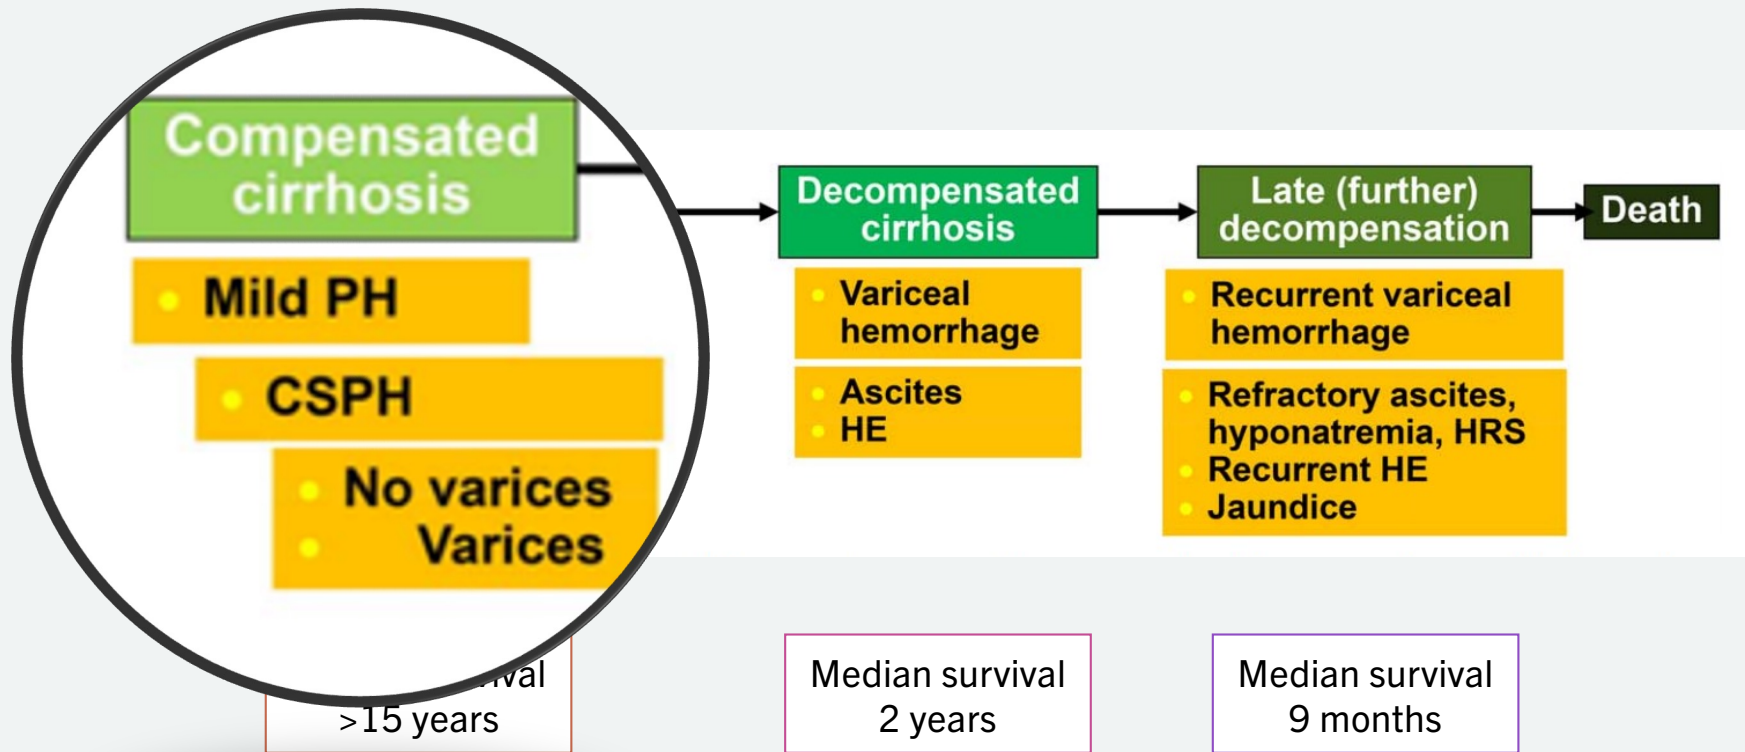 Compensated
cirrhosis
• Mild PH
• CSPH
• No varices
• Varices
Decompensated
cirrhosis
• Variceal
hemorrhage
• Ascites
• HE
Late (further)
decompensation
• Recurrent variceal
hemorrhage
• Refractory ascites,
hyponatremia, HRS
• Recurrent HE
• Jaundice
Death
>15 years
Median survival
2 years
Median survival
9 months